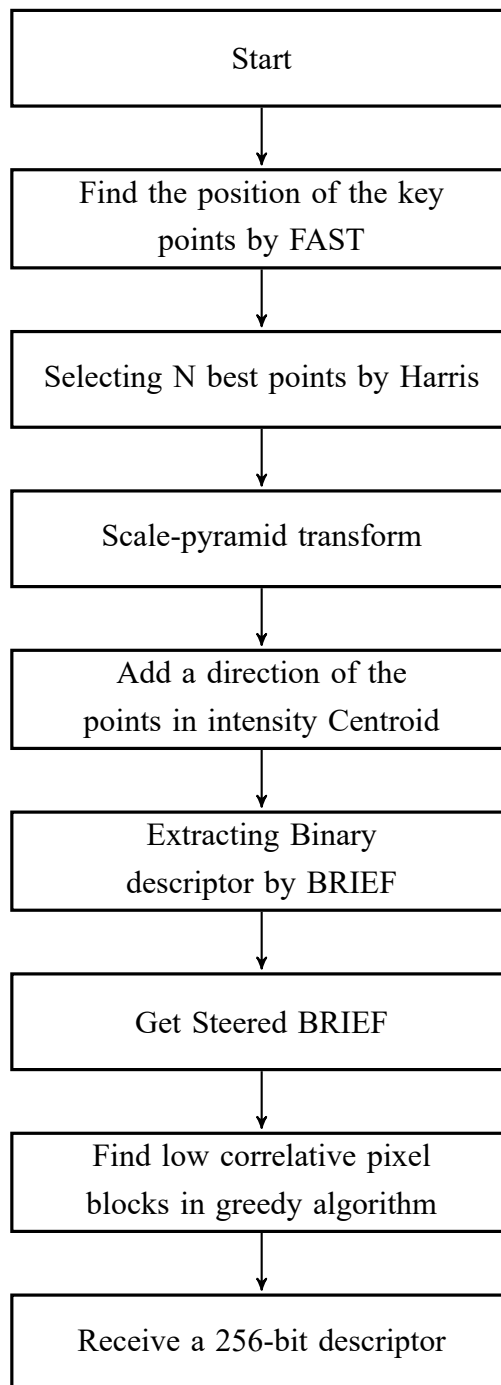 Start
Find the position of the key
points by FAST
Selecting N best points by Harris
Scale-pyramid transform
Add a direction of the
points in intensity Centroid
Extracting Binary
descriptor by BRIEF
Get Steered BRIEF
Find low correlative pixel
blocks in greedy algorithm
Receive a 256-bit descriptor